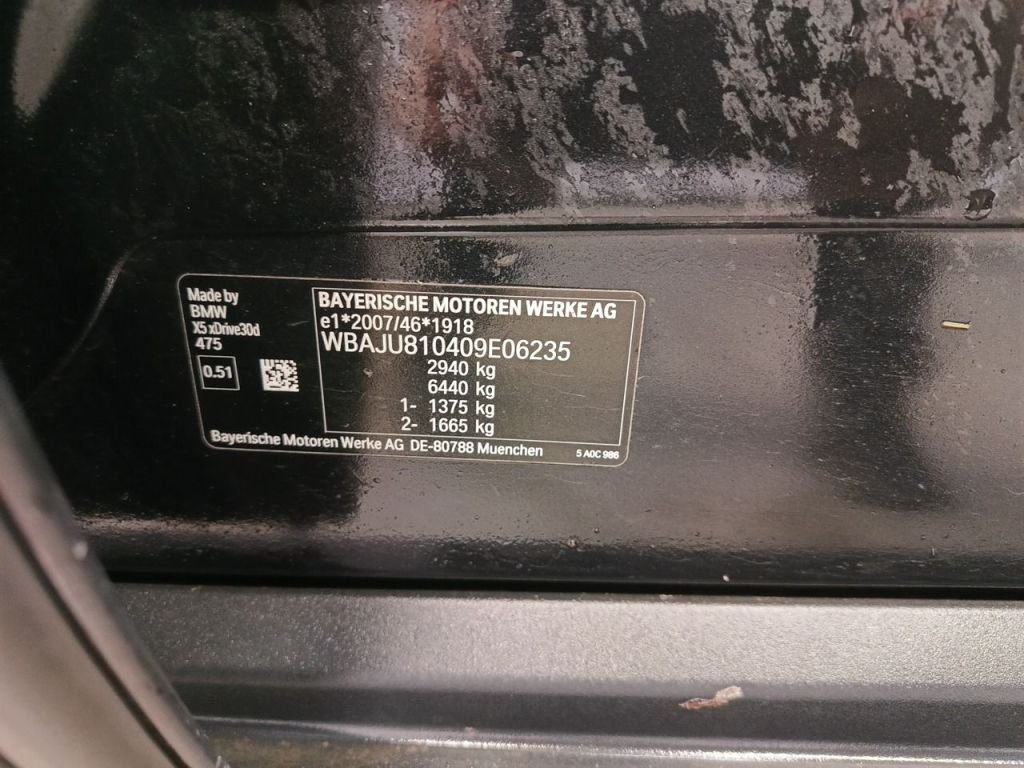 Made by
BMW
X5 xDrive30d
475
0.51
BAYERISCHE MOTOREN WERKE AG
e1*2007/46*1918
WBAJU810409E06235
2940 kg
6440 kg
1- 1375 kg
2- 1665 kg
Bayerische Motoren Werke AG DE-80788 Muenchen
5 A0C 986